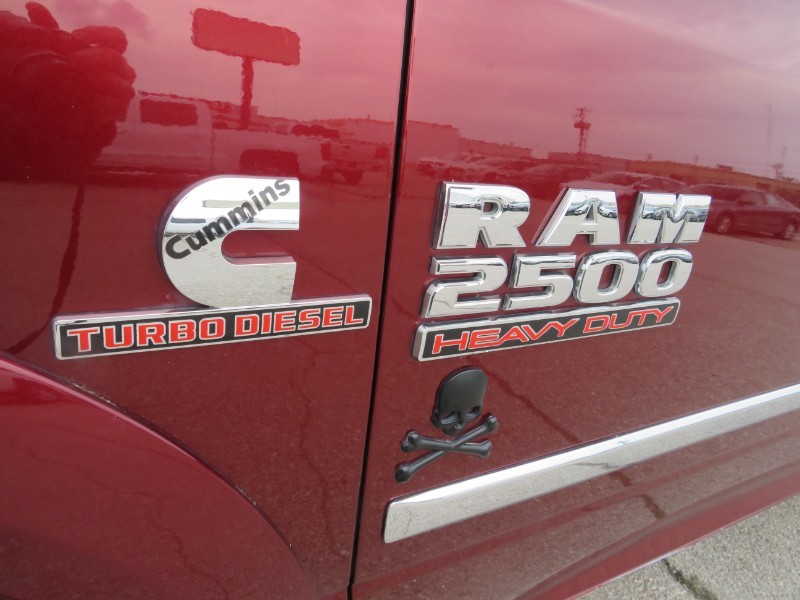 Cummins
TURBO DIESEL
RAM
2500
HEAVY DUTY